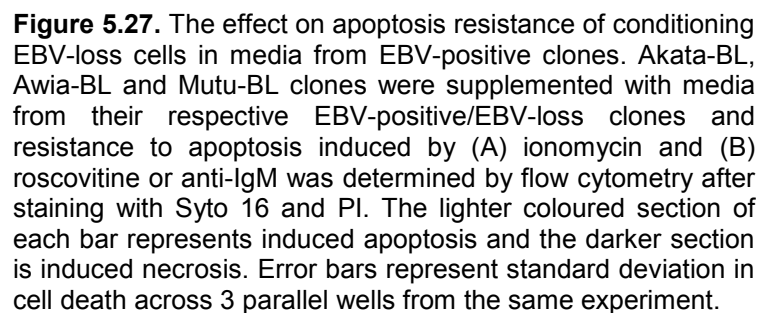 Figure 5.27. The effect on apoptosis resistance of conditioning
EBV-loss cells in media from EBV-positive clones. Akata-BL,
Awia-BL and Mutu-BL clones were supplemented with media
from their respective EBV-positive/EBV-loss clones and
resistance to apoptosis induced by (A) ionomycin and (B)
roscovitine or anti-IgM was determined by flow cytometry after
staining with Syto 16 and PI. The lighter coloured section of
each bar represents induced apoptosis and the darker section
is induced necrosis. Error bars represent standard deviation in
cell death across 3 parallel wells from the same experiment.